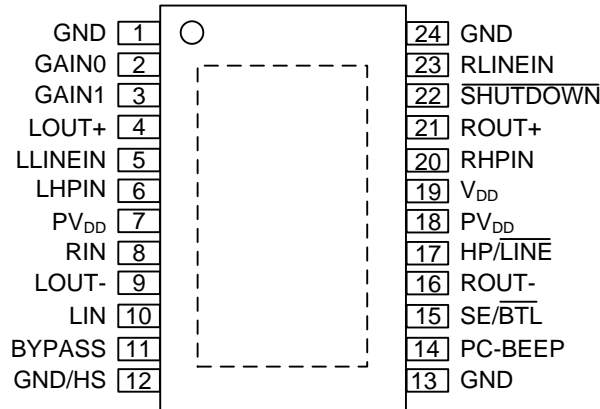 GND 1 24 GND
GAIN0 2 23 RLINEIN
GAIN1 3 22 SHUTDOWN
LOUT+ 4 21 ROUT+
LLINEIN 5 20 RHPIN
LHPIN 6 19 VDD
PVDD 7 18 PVDD
RIN 8 17 HP/LINE
LOUT- 9 16 ROUT-
LIN 10 15 SE/BTL
BYPASS 11 14 PC-BEEP
GND/HS 12 13 GND